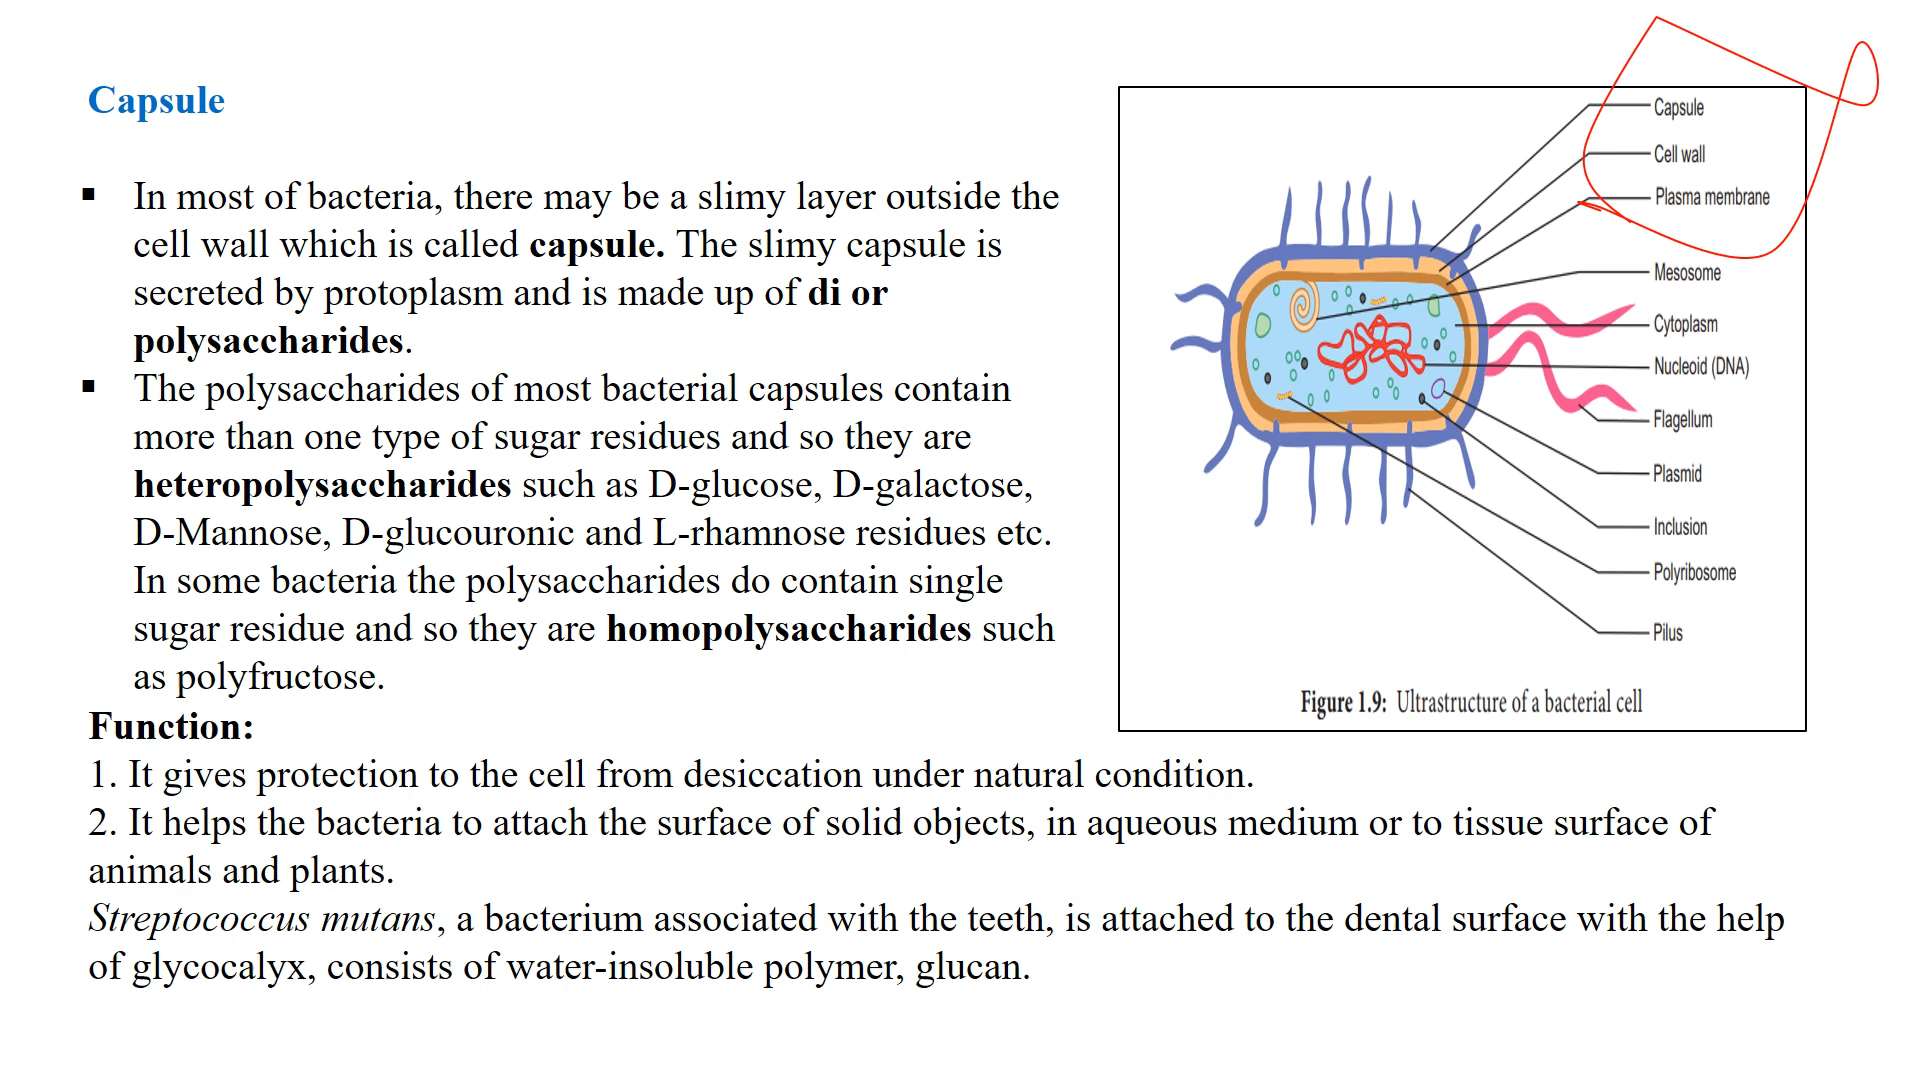 Capsule
▪ In most of bacteria, there may be a slimy layer outside the
cell wall which is called capsule. The slimy capsule is
secreted by protoplasm and is made up of di or
polysaccharides.
▪ The polysaccharides of most bacterial capsules contain
more than one type of sugar residues and so they are
heteropolysaccharides such as D-glucose, D-galactose,
D-Mannose, D-glucouronic and L-rhamnose residues etc.
In some bacteria the polysaccharides do contain single
sugar residue and so they are homopolysaccharides such
as polyfructose.
Function:
1. It gives protection to the cell from desiccation under natural condition.
2. It helps the bacteria to attach the surface of solid objects, in aqueous medium or to tissue surface of
animals and plants.
Streptococcus mutans, a bacterium associated with the teeth, is attached to the dental surface with the help
of glycocalyx, consists of water-insoluble polymer, glucan.
Capsule
Cell wall
Plasma membrane
Mesosome
Cytoplasm
Nucleoid (DNA)
Flagellum
Plasmid
Inclusion
Polyribosome
Pilus
Figure 1.9: Ultrastructure of a bacterial cell